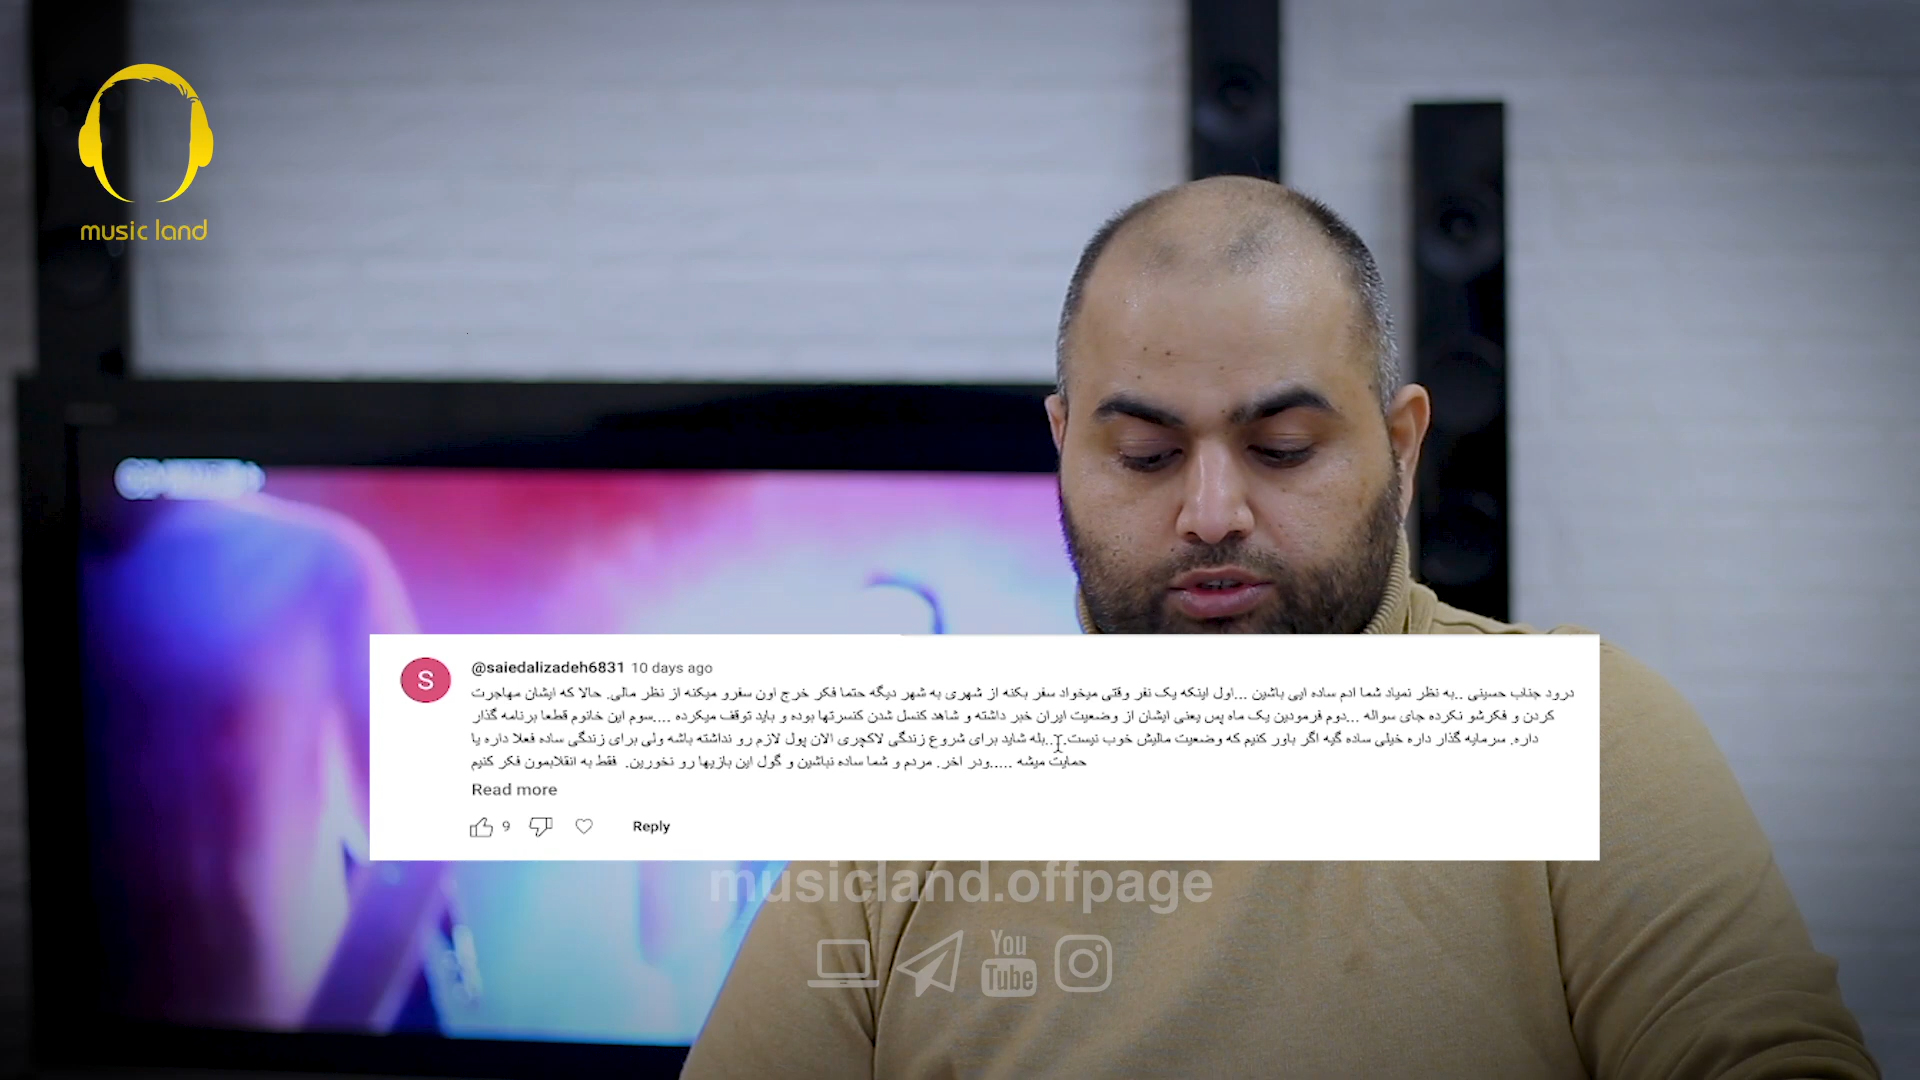 music land
@saiedalizadeh6831 10 days ago
درود جناب حسینی ..به نظر نمیاد شما ادم ساده ایی باشین ...اول اینکه یک نفر وقتی میخواد سفر بکنه از شهری به شهر دیگه حتما فکر خرج اون سفرو میکنه از نظر مالی. حالا که ایشان مهاجرت
کردن و فکرشو نکرده جای سواله ...دوم فرمودین یک ماه پس یعنی ایشان از وضعیت ایران خبر داشته و شاهد کنسل شدن کنسرتها بوده و باید توقف میکرده ....سوم این خانوم قطعا برنامه گذار
داره. سرمایه گذار داره خیلی ساده گیه اگر باور کنیم که وضعیت مالیش خوب نیست...بله شاید برای شروع زندگی لاکچری الان پول لازم رو نداشته باشه ولی برای زندگی ساده فعلا داره یا
حمایت میشه .....ودر اخر. مردم و شما ساده نباشین و گول این بازیها رو نخورین. فقط به انقلابمون فکر کنیم
Read more
9 Reply
musicland.offpage
You
Tube